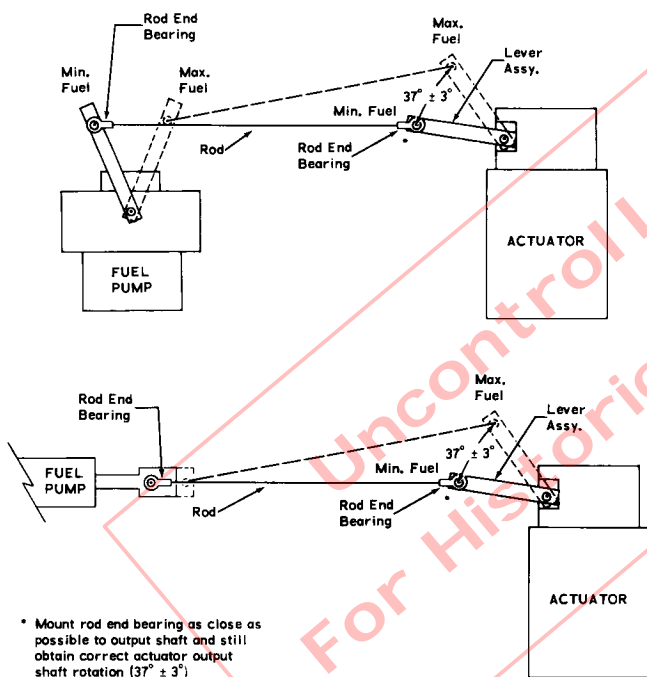 Rod End
Bearing
Min.
Fuel
Max.
Fuel
Max.
Fuel
Lever
Assy.
37° ± 3°
Min. Fuel
Rod
Rod End
Bearing
*
FUEL
PUMP
ACTUATOR
Rod End
Bearing
Max.
Fuel
Lever
Assy.
37° ± 3°
Min. Fuel
FUEL
PUMP
Rod
Rod End
Bearing
*
ACTUATOR
* Mount rod end bearing as close as
possible to output shaft and still
obtain correct actuator output
shaft rotation (37° ± 3°)
Uncontroll
For Historic